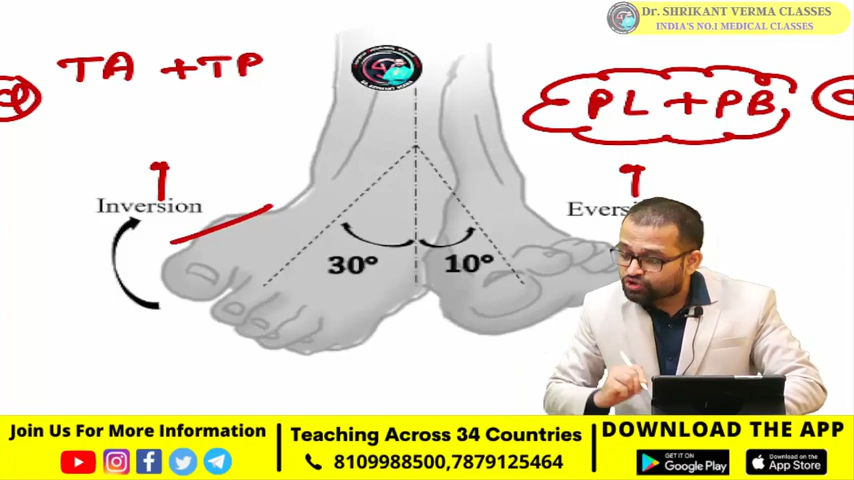 Dr. SHRIKANT VERMA CLASSES
INDIA'S NO.1 MEDICAL CLASSES
TA + TP
PL + PB
Inversion
Eversi
30°
10°
Join Us For More Information
Teaching Across 34 Countries
8109988500,7879125464
DOWNLOAD THE APP
GET IT ON
Google Play
Download on the
App Store